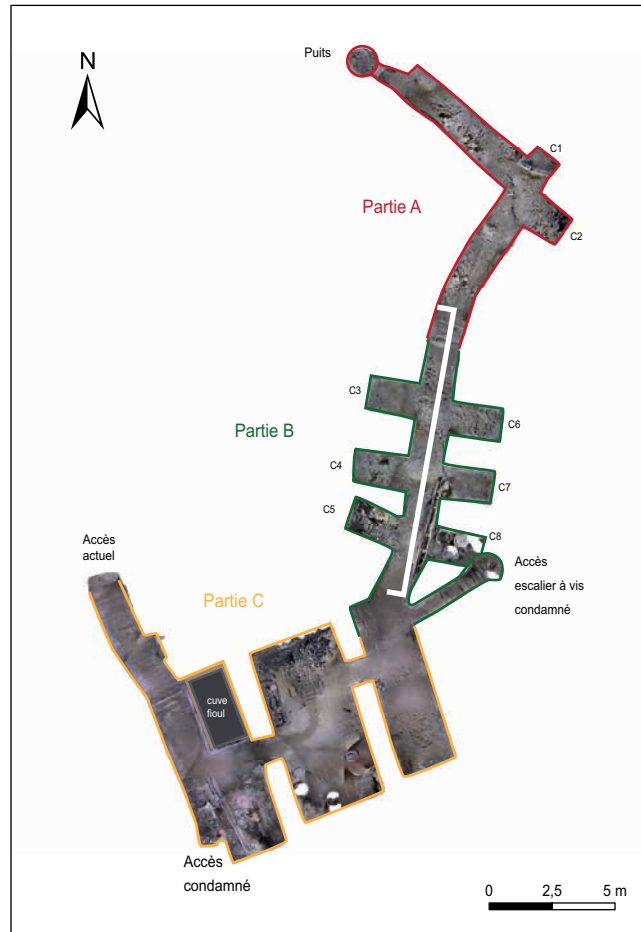 Puits
N
C1
Partie A
C2
C3
C6
Partie B
C4
C7
C5
C8
Accès
actuel
Accès
escalier à vis
condamné
Partie C
cuve
fioul
Accès
condamné
0 2,5 5 m